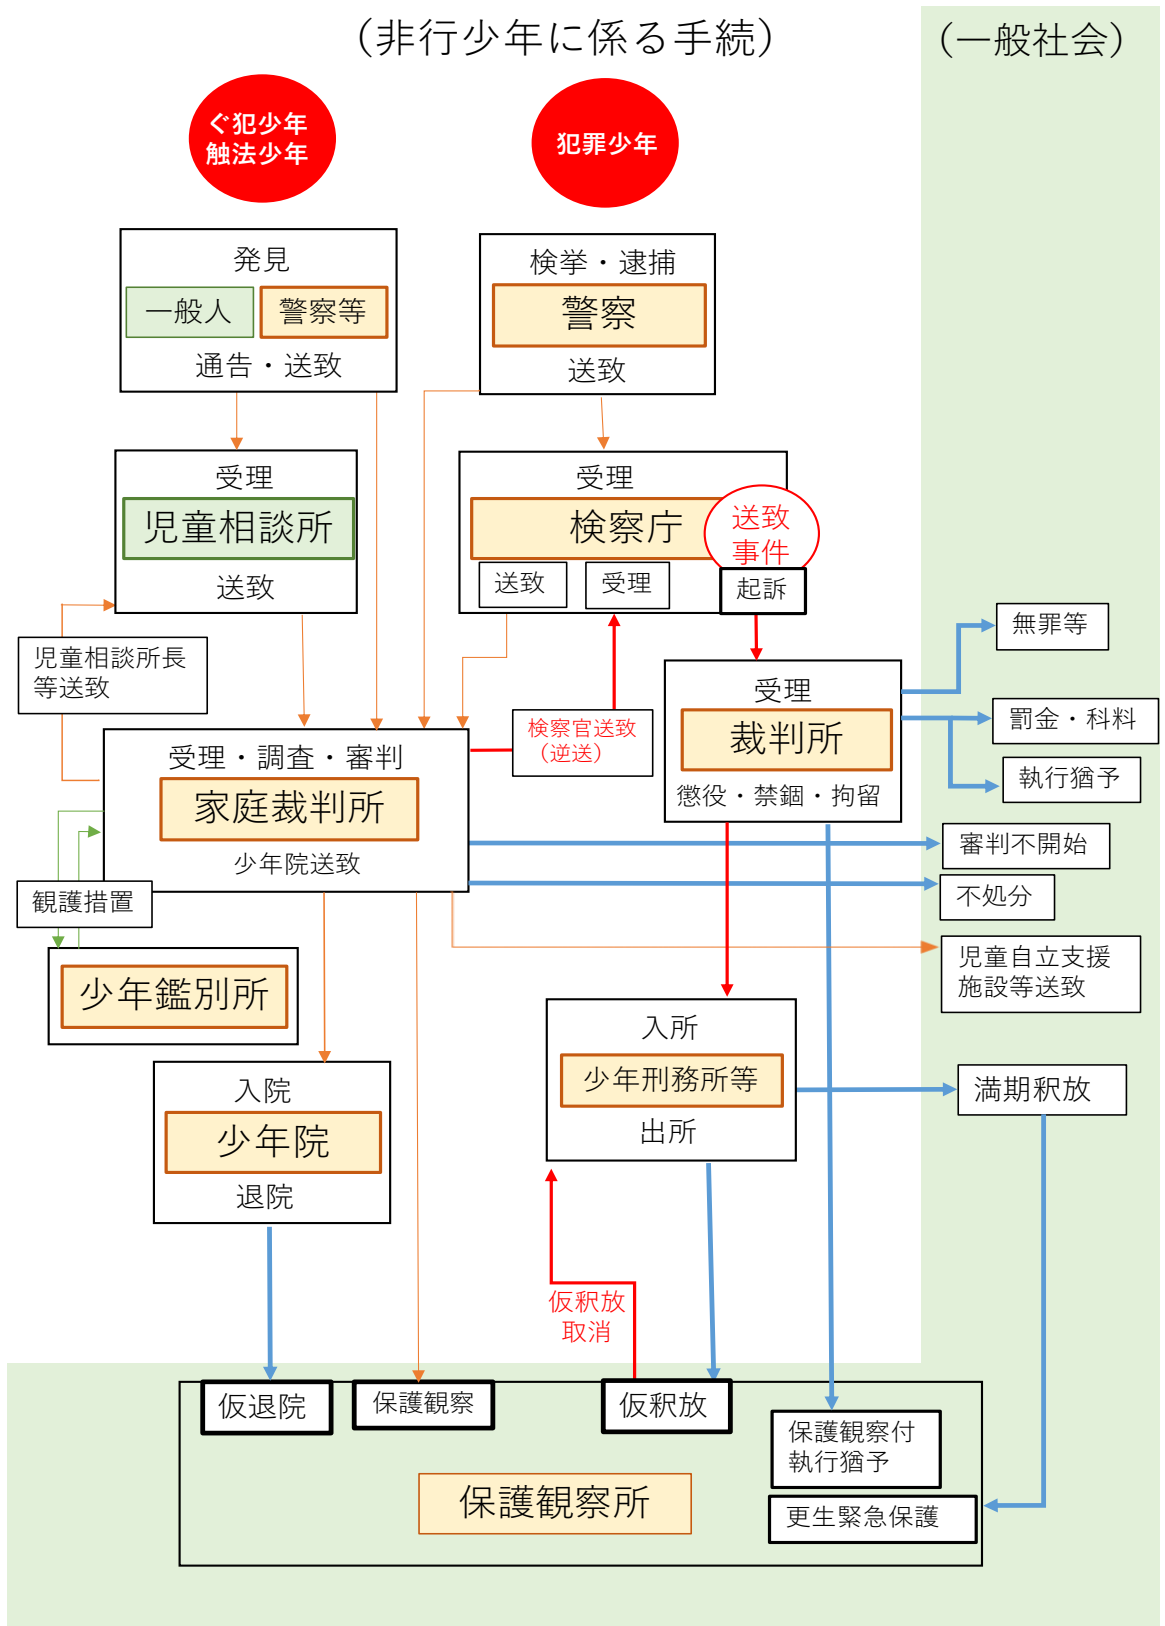 （非行少年に係る手続）
（一般社会）
ぐ犯少年
触法少年
犯罪少年
発見
一般人
警察等
通告・送致
検挙・逮捕
警察
送致
受理
児童相談所
送致
受理
検察庁
送致
事件
送致
受理
起訴
児童相談所長
等送致
検察官送致
（逆送）
受理
裁判所
懲役・禁錮・拘留
無罪等
罰金・科料
執行猶予
受理・調査・審判
家庭裁判所
少年院送致
審判不開始
不処分
観護措置
少年鑑別所
児童自立支援
施設等送致
入所
少年刑務所等
出所
満期釈放
入院
少年院
退院
仮釈放
取消
仮退院
保護観察
仮釈放
保護観察付
執行猶予
保護観察所
更生緊急保護